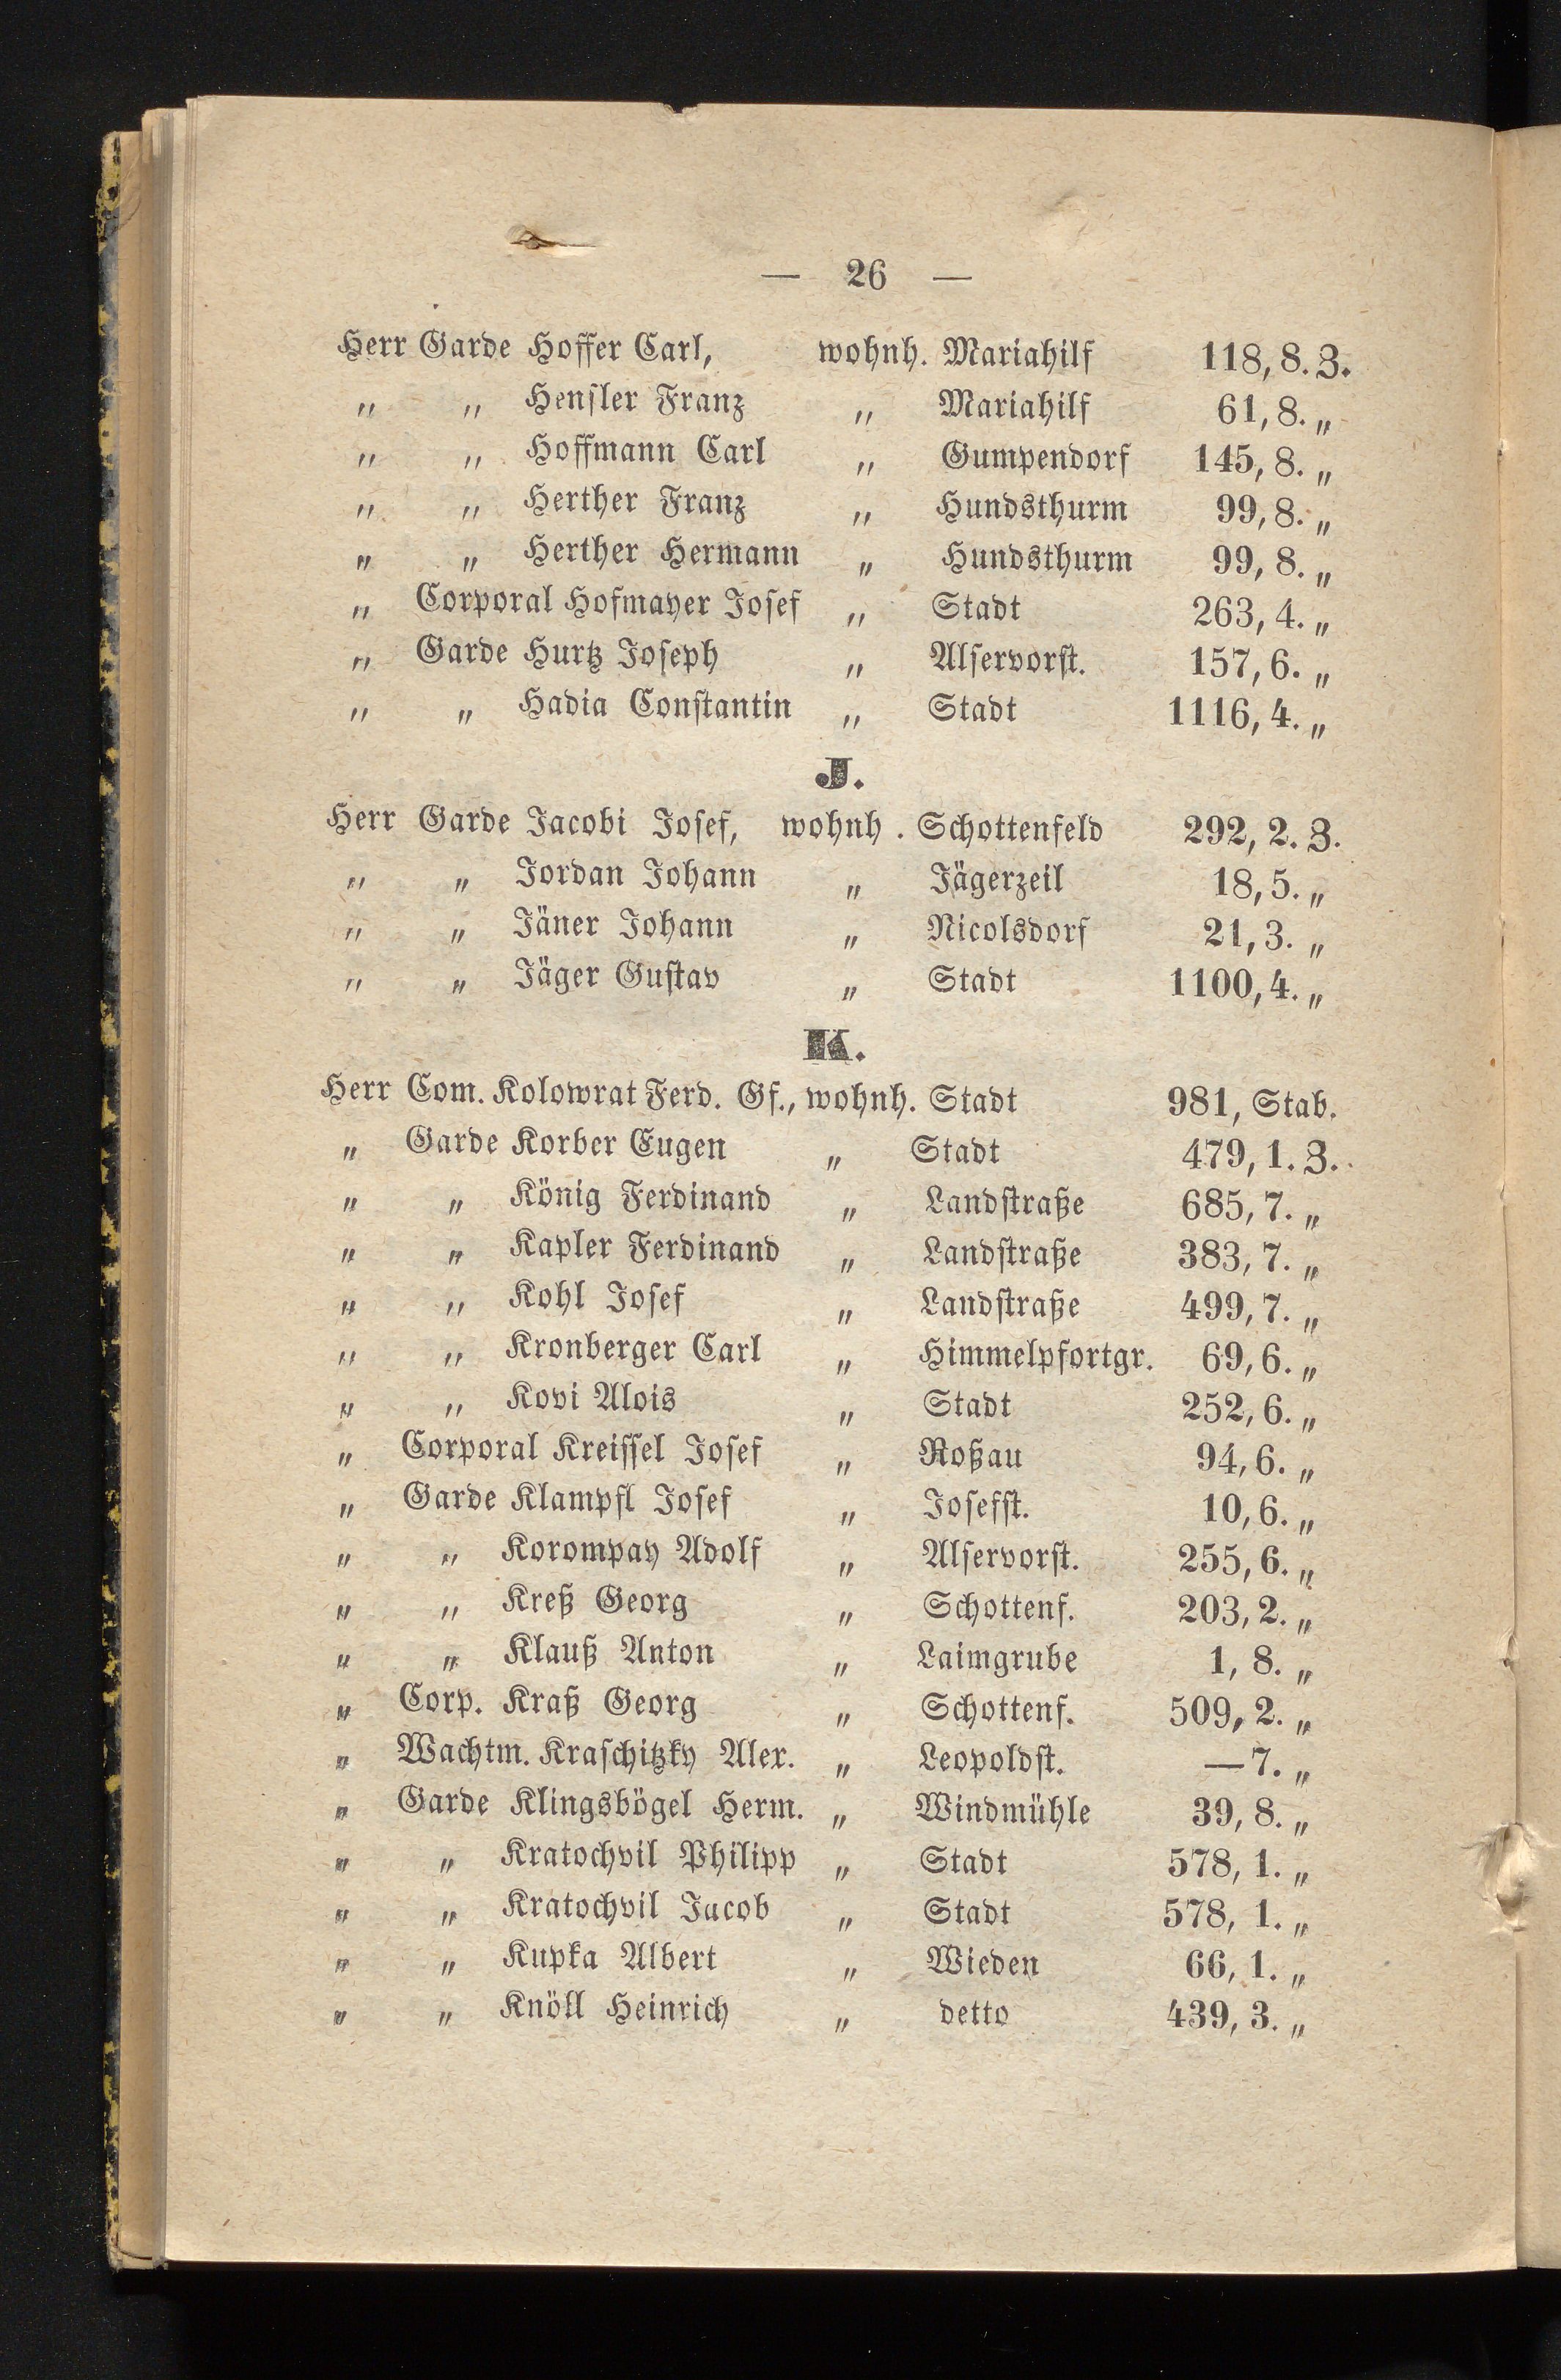 — 26 —
Herr Garde Hoffer Carl, wohnh. Mariahilf 118, 8. Z.
„ „ Hensler Franz „ Mariahilf 61, 8. „
„ „ Hoffmann Carl „ Gumpendorf 145, 8. „
„ „ Herther Franz „ Hundsthurm 99, 8. „
„ „ Herther Hermann „ Hundsthurm 99, 8. „
„ Corporal Hofmayer Josef „ Stadt 263, 4. „
„ Garde Hurtz Joseph „ Alservorst. 157, 6. „
„ „ Hadia Constantin „ Stadt 1116, 4. „
J.
Herr Garde Jacobi Josef, wohnh. Schottenfeld 292, 2. Z.
„ „ Jordan Johann „ Jägerzeil 18, 5. „
„ „ Jäner Johann „ Nicolsdorf 21, 3. „
„ „ Jäger Gustav „ Stadt 1100, 4. „
K.
Herr Com. Kolowrat Ferd. Gf., wohnh. Stadt 981, Stab.
„ Garde Korber Eugen „ Stadt 479, 1. Z.
„ „ König Ferdinand „ Landstraße 685, 7. „
„ „ Kapler Ferdinand „ Landstraße 383, 7. „
„ „ Kohl Josef „ Landstraße 499, 7. „
„ „ Kronberger Carl „ Himmelpfortgr. 69, 6. „
„ „ Kovi Alois „ Stadt 252, 6. „
„ Corporal Kreissel Josef „ Roßau 94, 6. „
„ Garde Klampfl Josef „ Josefst. 10, 6. „
„ „ Korompay Adolf „ Alservorst. 255, 6. „
„ „ Kreß Georg „ Schottenf. 203, 2. „
„ „ Klauß Anton „ Laimgrube 1, 8. „
„ Corp. Kraß Georg „ Schottenf. 509, 2. „
„ Wachtm. Kraschitzky Alex. „ Leopoldst. — 7. „
„ Garde Klingsbögel Herm. „ Windmühle 39, 8. „
„ „ Kratochvil Philipp „ Stadt 578, 1. „
„ „ Kratochvil Jacob „ Stadt 578, 1. „
„ „ Kupka Albert „ Wieden 66, 1. „
„ „ Knöll Heinrich „ detto 439, 3. „